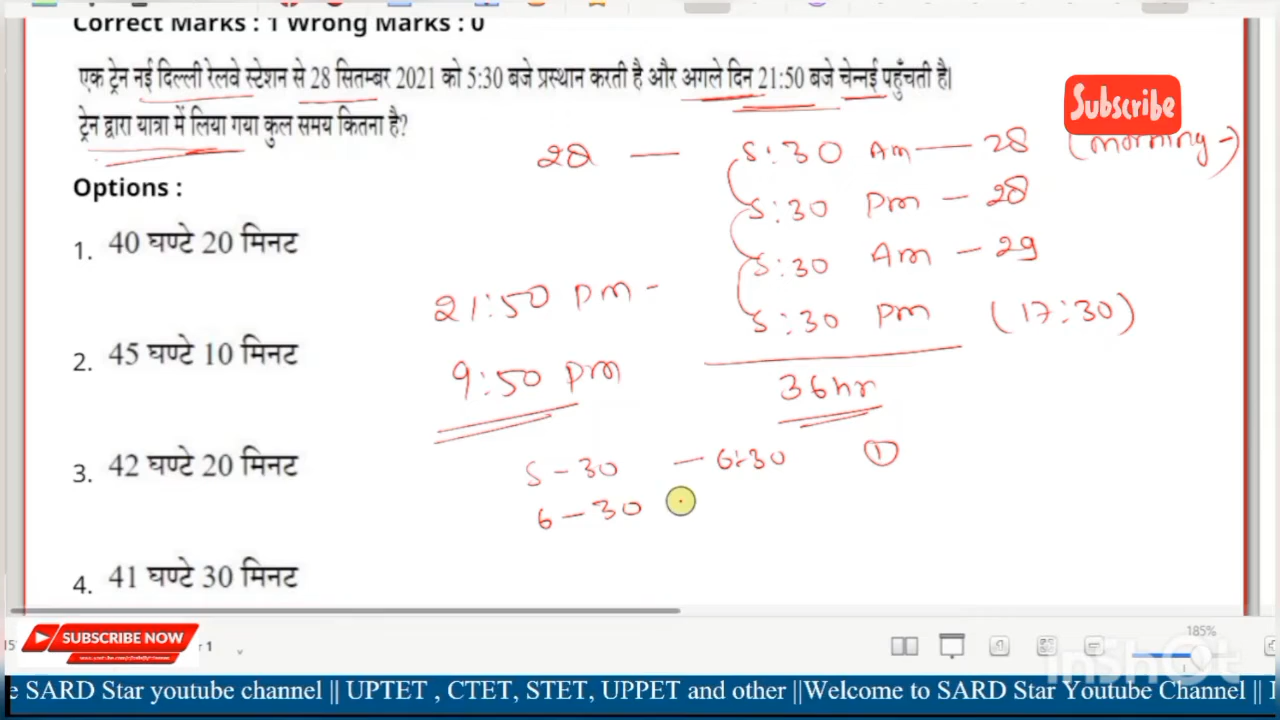 Correct Marks : 1 Wrong Marks : 0
एक ट्रेन नई दिल्ली रेलवे स्टेशन से 28 सितम्बर 2021 को 5:30 बजे प्रस्थान करती है और अगले दिन 21:50 बजे चेन्नई पहुँचती है।
ट्रेन द्वारा यात्रा में लिया गया कुल समय कितना है?
Subscribe
28 — 5:30 Am — 28 (morning -)
5:30 Pm — 28
Options :
1. 40 घण्टे 20 मिनट
5:30 Am — 29
21:50 pm -
5:30 pm (17:30)
2. 45 घण्टे 10 मिनट
9:50 pm
36hr
3. 42 घण्टे 20 मिनट
5 – 30 — 6:30 1
6 – 30
4. 41 घण्टे 30 मिनट
SUBSCRIBE NOW
r 1
185%
InShot
e SARD Star youtube channel || UPTET , CTET, STET, UPPET and other ||Welcome to SARD Star Youtube Channel ||